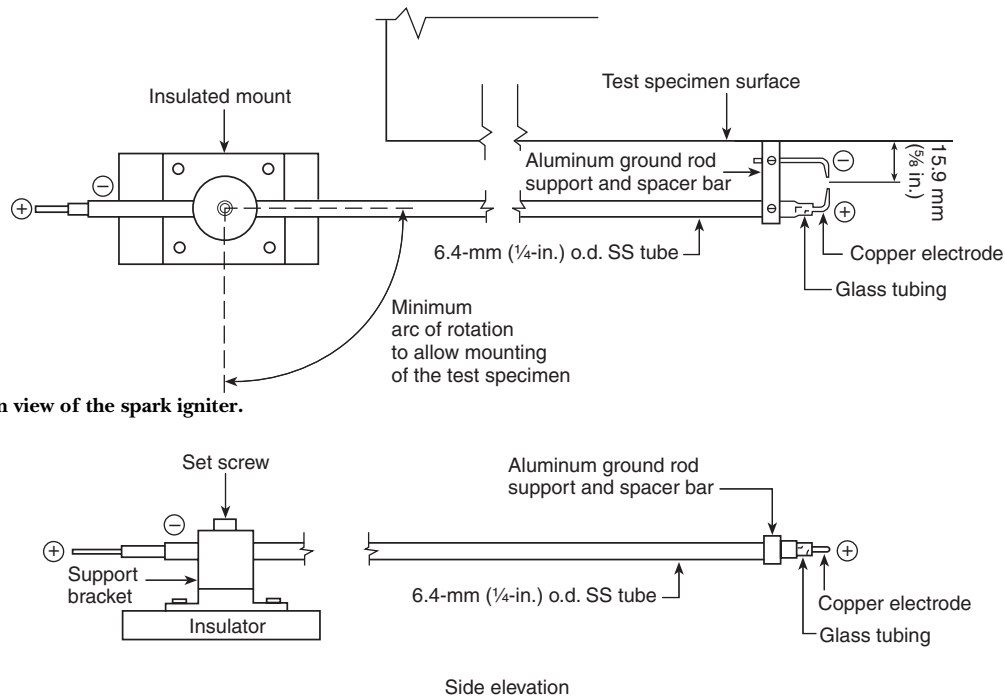 Insulated mount
Test specimen surface
Aluminum ground rod
support and spacer bar
15.9 mm
(⅝ in.)
−
−
+
+
6.4-mm (¼-in.) o.d. SS tube
Copper electrode
Glass tubing
Minimum
arc of rotation
to allow mounting
of the test specimen
view of the spark igniter.
Set screw
Aluminum ground rod
support and spacer bar
−
+
+
Support
bracket
6.4-mm (¼-in.) o.d. SS tube
Copper electrode
Insulator
Glass tubing
Side elevation